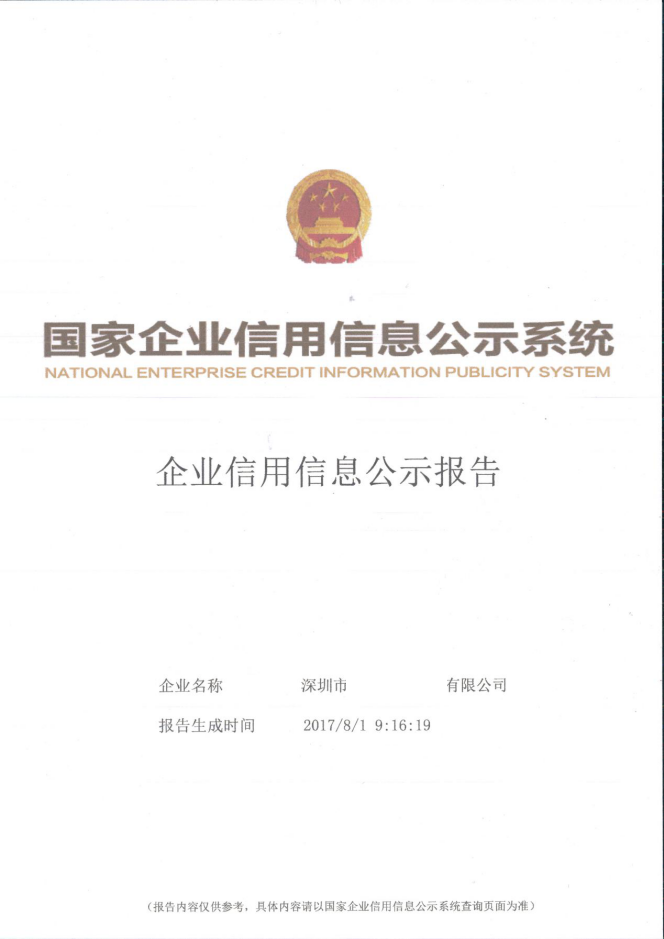 国家企业信用信息公示系统
NATIONAL ENTERPRISE CREDIT INFORMATION PUBLICITY SYSTEM
企业信用信息公示报告
企业名称 深圳市 有限公司
报告生成时间 2017/8/1 9:16:19
（报告内容仅供参考，具体内容请以国家企业信用信息公示系统查询页面为准）